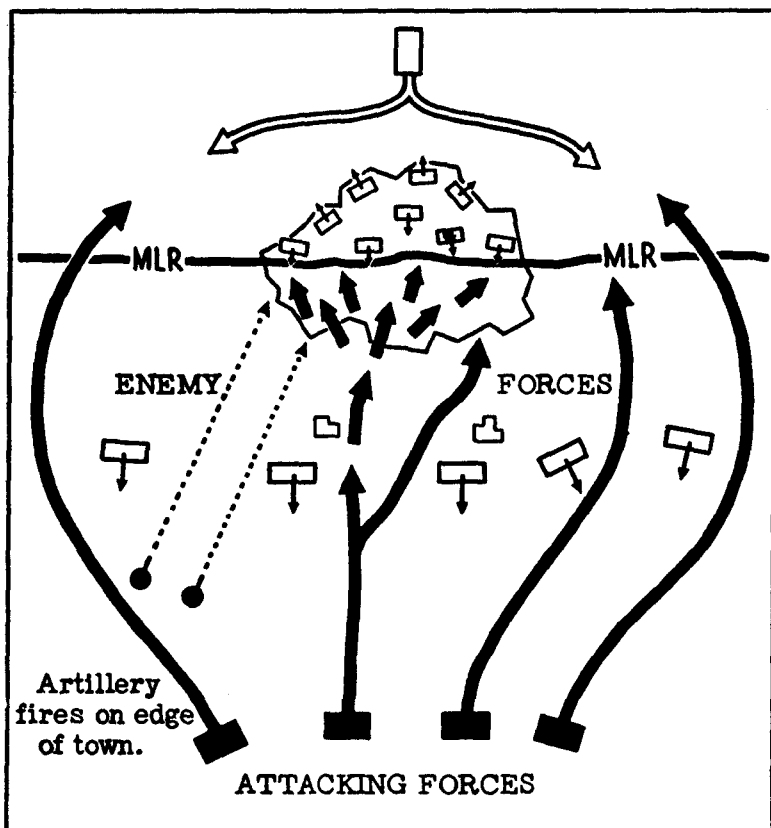 MLR
MLR
ENEMY
FORCES
Artillery
fires on edge
of town.
ATTACKING FORCES